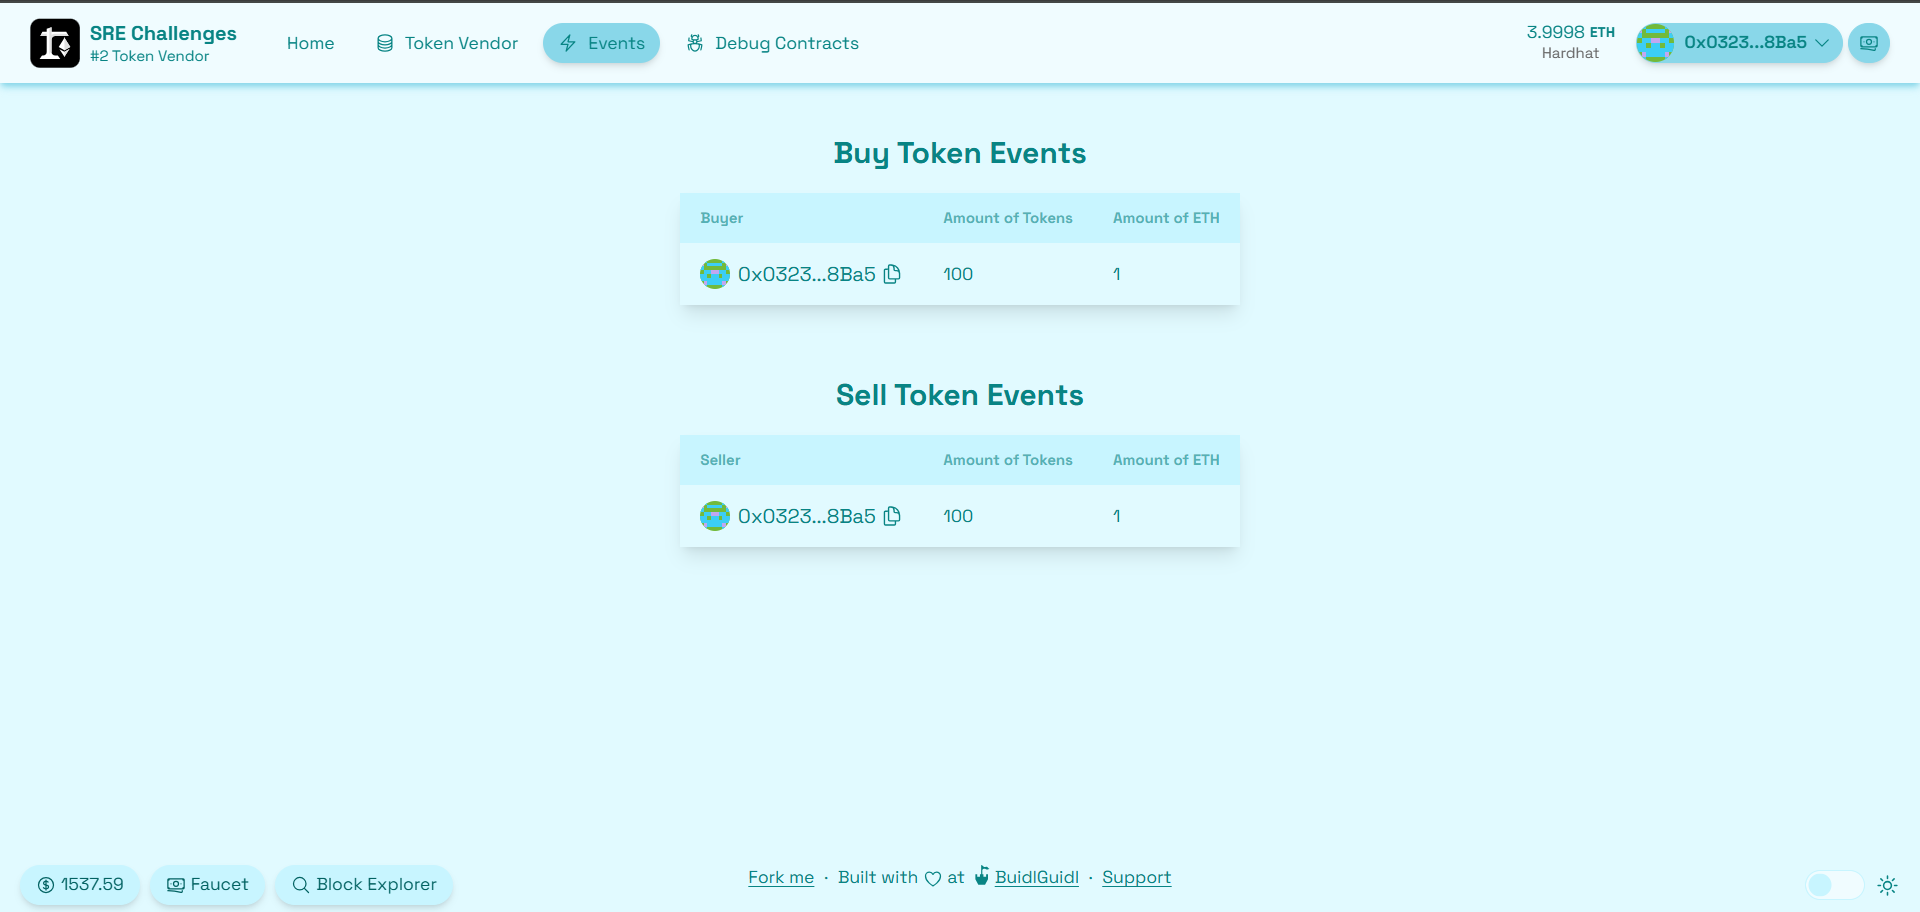 SRE Challenges
#2 Token Vendor
Home
Token Vendor
Events
Debug Contracts
3.9998 ETH
Hardhat
0x0323...8Ba5
Buy Token Events
Buyer Amount of Tokens Amount of ETH
0x0323...8Ba5 100 1
Sell Token Events
Seller Amount of Tokens Amount of ETH
0x0323...8Ba5 100 1
1537.59
Faucet
Block Explorer
Fork me · Built with at BuidlGuidl · Support